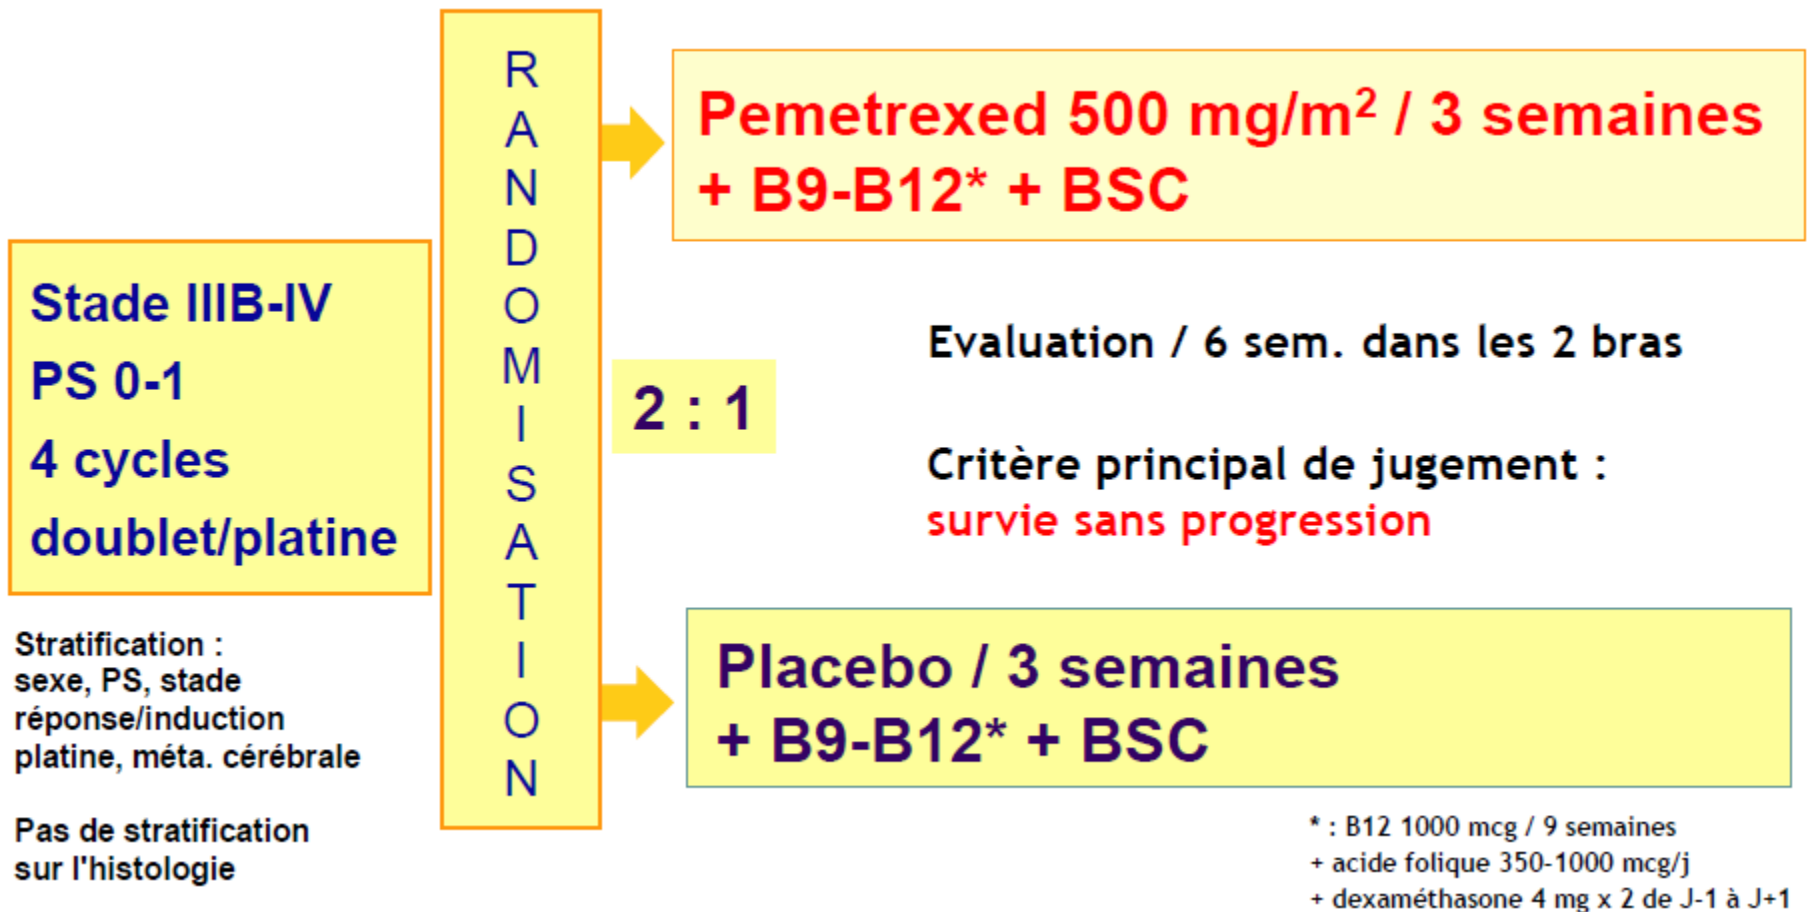 Stade IIIB-IV
PS 0-1
4 cycles
doublet/platine
Stratification :
sexe, PS, stade
réponse/induction
platine, méta. cérébrale
Pas de stratification
sur l'histologie
RANDOMISATION
2 : 1
Pemetrexed 500 mg/m² / 3 semaines
+ B9-B12* + BSC
Evaluation / 6 sem. dans les 2 bras
Critère principal de jugement :
survie sans progression
Placebo / 3 semaines
+ B9-B12* + BSC
* : B12 1000 mcg / 9 semaines
+ acide folique 350-1000 mcg/j
+ dexaméthasone 4 mg x 2 de J-1 à J+1